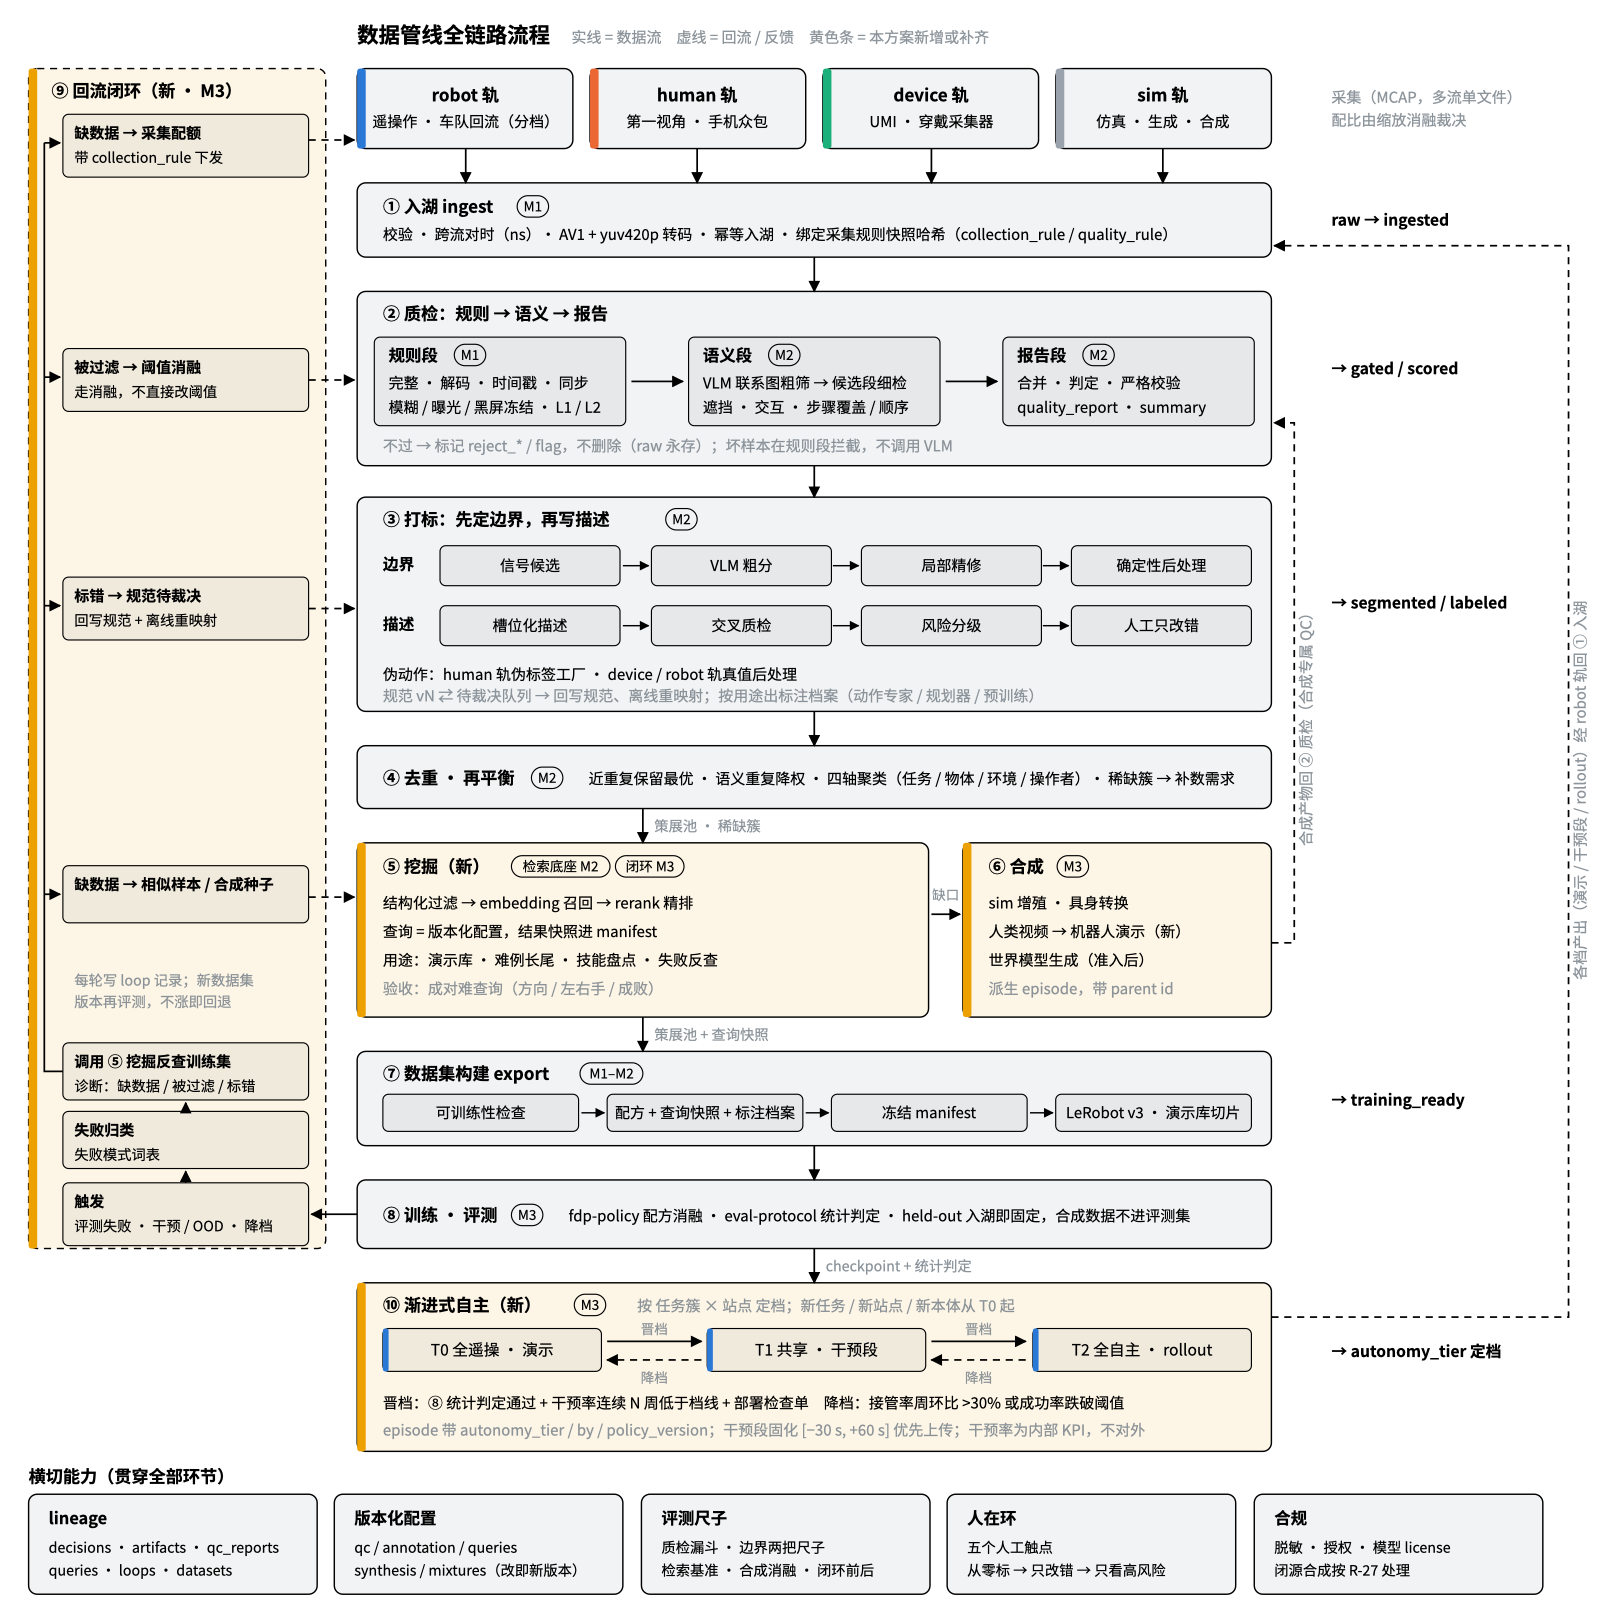 数据管线全链路流程
实线 = 数据流 虚线 = 回流 / 反馈 黄色条 = 本方案新增或补齐
robot 轨
遥操作 · 车队回流（分档）
human 轨
第一视角 · 手机众包
device 轨
UMI · 穿戴采集器
sim 轨
仿真 · 生成 · 合成
采集（MCAP，多流单文件）
配比由缩放消融裁决
① 入湖 ingest M1
校验 · 跨流对时（ns） · AV1 + yuv420p 转码 · 幂等入湖 · 绑定采集规则快照哈希（collection_rule / quality_rule）
raw → ingested
② 质检：规则 → 语义 → 报告
规则段 M1
完整 · 解码 · 时间戳 · 同步
模糊 / 曝光 / 黑屏冻结 · L1 / L2
语义段 M2
VLM 联系图粗筛 → 候选段细检
遮挡 · 交互 · 步骤覆盖 / 顺序
报告段 M2
合并 · 判定 · 严格校验
quality_report · summary
不过 → 标记 reject_* / flag，不删除（raw 永存）；坏样本在规则段拦截，不调用 VLM
→ gated / scored
③ 打标：先定边界，再写描述 M2
边界
信号候选
VLM 粗分
局部精修
确定性后处理
描述
槽位化描述
交叉质检
风险分级
人工只改错
伪动作：human 轨伪标签工厂 · device / robot 轨真值后处理
规范 vN ⇄ 待裁决队列 → 回写规范、离线重映射；按用途出标注档案（动作专家 / 规划器 / 预训练）
→ segmented / labeled
④ 去重 · 再平衡 M2 近重复保留最优 · 语义重复降权 · 四轴聚类（任务 / 物体 / 环境 / 操作者） · 稀缺簇 → 补数需求
策展池 · 稀缺簇
⑤ 挖掘（新） 检索底座 M2 闭环 M3
结构化过滤 → embedding 召回 → rerank 精排
查询 = 版本化配置，结果快照进 manifest
用途：演示库 · 难例长尾 · 技能盘点 · 失败反查
验收：成对难查询（方向 / 左右手 / 成败）
缺口
⑥ 合成 M3
sim 增殖 · 具身转换
人类视频 → 机器人演示（新）
世界模型生成（准入后）
派生 episode，带 parent id
合成产物回 ② 质检（合成专属 QC）
各档产出（演示 / 干预段 / rollout）经 robot 轨回 ① 入湖
策展池 + 查询快照
⑦ 数据集构建 export M1–M2
可训练性检查
配方 + 查询快照 + 标注档案
冻结 manifest
LeRobot v3 · 演示库切片
→ training_ready
⑧ 训练 · 评测 M3 fdp-policy 配方消融 · eval-protocol 统计判定 · held-out 入湖即固定，合成数据不进评测集
checkpoint + 统计判定
⑨ 回流闭环（新 · M3）
缺数据 → 采集配额
带 collection_rule 下发
被过滤 → 阈值消融
走消融，不直接改阈值
标错 → 规范待裁决
回写规范 + 离线重映射
缺数据 → 相似样本 / 合成种子
每轮写 loop 记录；新数据集
版本再评测，不涨即回退
调用 ⑤ 挖掘反查训练集
诊断：缺数据 / 被过滤 / 标错
失败归类
失败模式词表
触发
评测失败 · 干预 / OOD · 降档
⑩ 渐进式自主（新） M3 按 任务簇 × 站点 定档；新任务 / 新站点 / 新本体从 T0 起
T0 全遥操 · 演示
晋档
降档
T1 共享 · 干预段
晋档
降档
T2 全自主 · rollout
晋档：⑧ 统计判定通过 + 干预率连续 N 周低于档线 + 部署检查单 降档：接管率周环比 >30% 或成功率跌破阈值
episode 带 autonomy_tier / by / policy_version；干预段固化 [−30 s, +60 s] 优先上传；干预率为内部 KPI，不对外
→ autonomy_tier 定档
横切能力（贯穿全部环节）
lineage
decisions · artifacts · qc_reports
queries · loops · datasets
版本化配置
qc / annotation / queries
synthesis / mixtures（改即新版本）
评测尺子
质检漏斗 · 边界两把尺子
检索基准 · 合成消融 · 闭环前后
人在环
五个人工触点
从零标 → 只改错 → 只看高风险
合规
脱敏 · 授权 · 模型 license
闭源合成按 R-27 处理